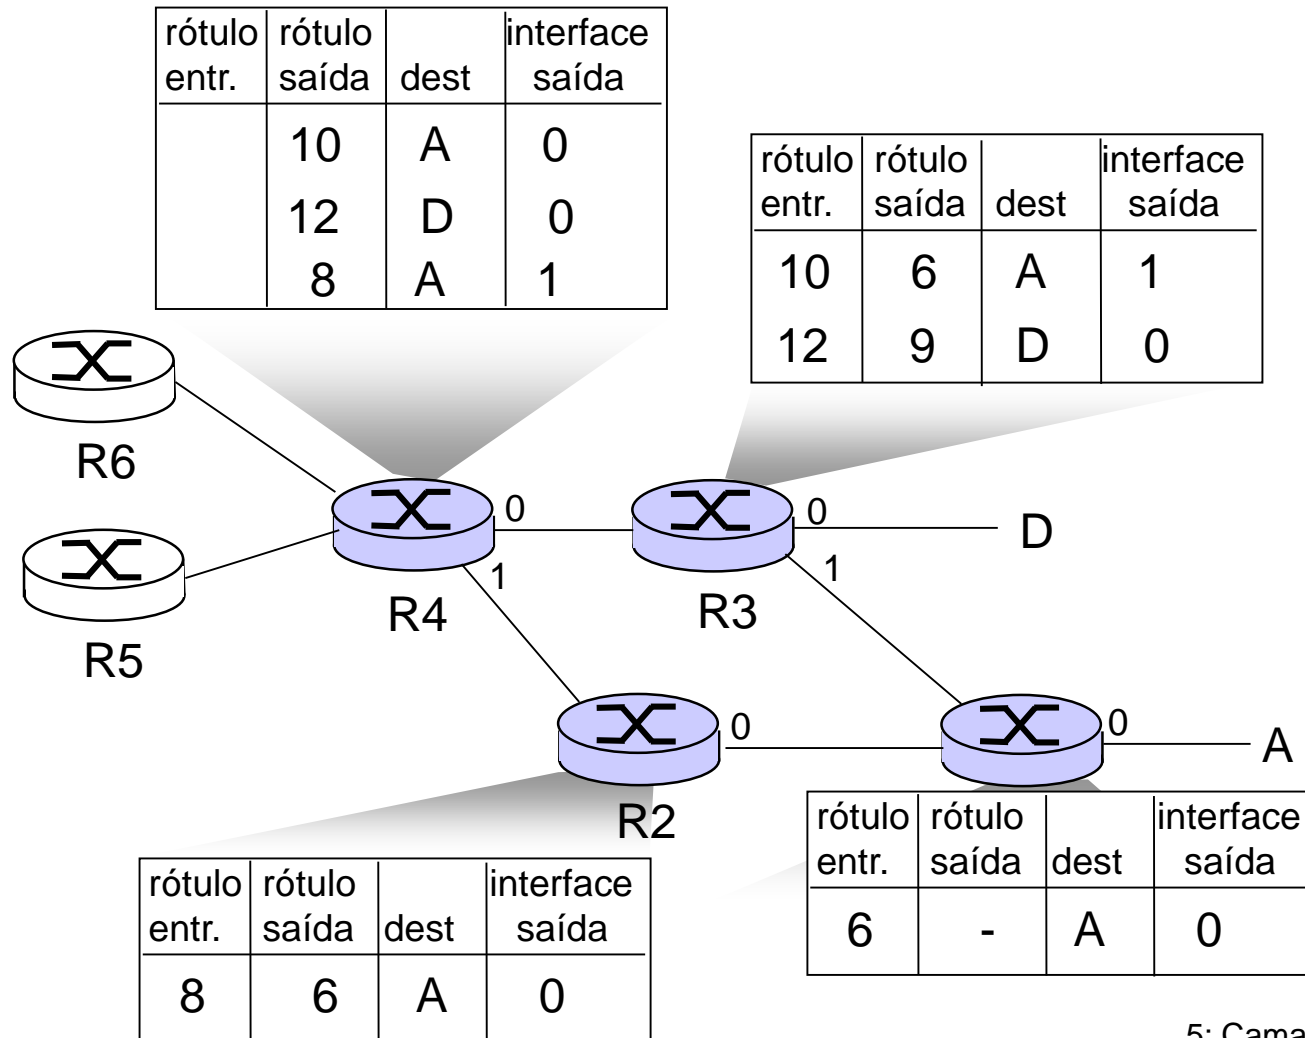 rótulo rótulo interface
entr. saída dest saída
10 A 0
12 D 0
8 A 1
rótulo rótulo interface
entr. saída dest saída
10 6 A 1
12 9 D 0
R6
0
0
D
1
1
R4
R3
R5
0
0
A
R2
rótulo rótulo interface
entr. saída dest saída
6 - A 0
rótulo rótulo interface
entr. saída dest saída
8 6 A 0
5: Cama